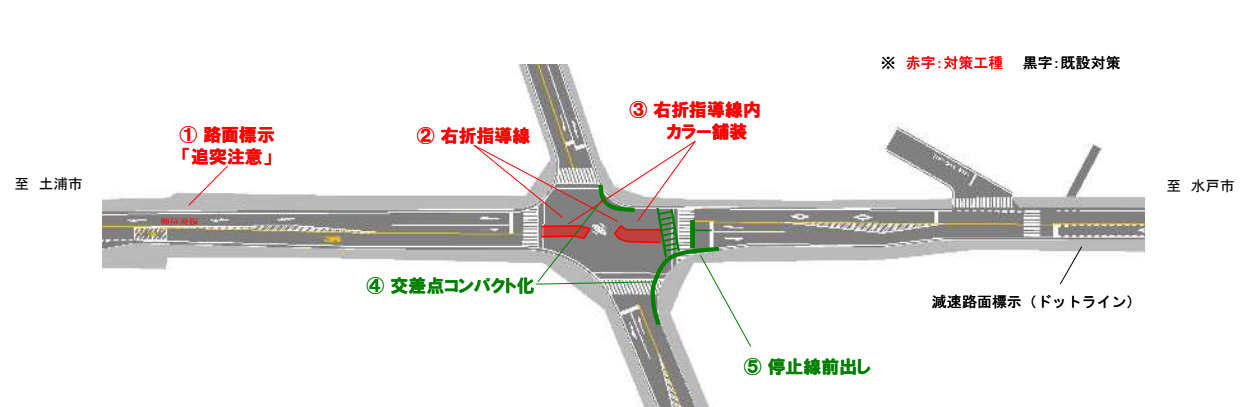 ※ 赤字:対策工種 黒字:既設対策
③ 右折指導線内
カラー舗装
① 路面標示
「追突注意」
② 右折指導線
至 土浦市
至 水戸市
④ 交差点コンパクト化
減速路面標示(ドットライン)
⑤ 停止線前出し